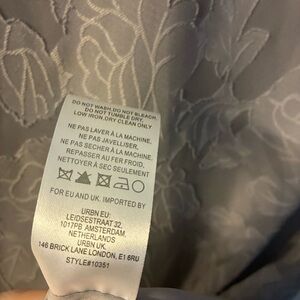 DO NOT WASH.DO NOT BLEACH.
DO NOT TUMBLE DRY.
LOW IRON.DRY CLEAN ONLY
NE PAS LAVER À LA MACHINE.
NE PAS JAVELLISER.
NE PAS SECHER À LA MACHINE.
REPASSER AU FER FROID.
NETTOYER À SEC SEULEMENT
FOR EU AND UK. IMPORTED BY
URBN EU:
LEIDSESTRAAT 32,
1017PB AMSTERDAM,
NETHERLANDS
URBN UK,
146 BRICK LANE LONDON, E1 6RU
STYLE#10351